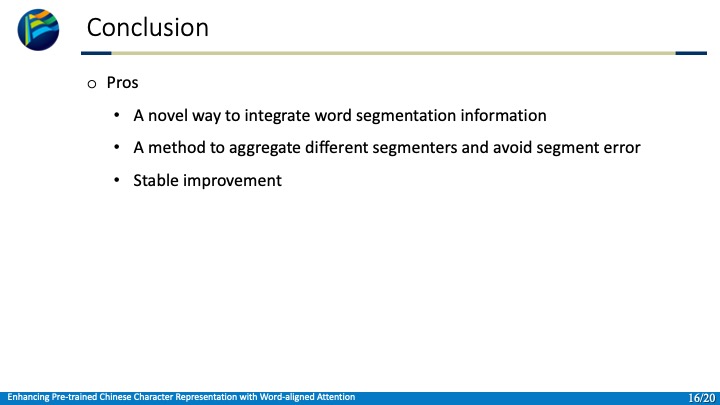 Conclusion
o Pros
• A novel way to integrate word segmentation information
• A method to aggregate different segmenters and avoid segment error
• Stable improvement
Enhancing Pre-trained Chinese Character Representation with Word-aligned Attention
16/20